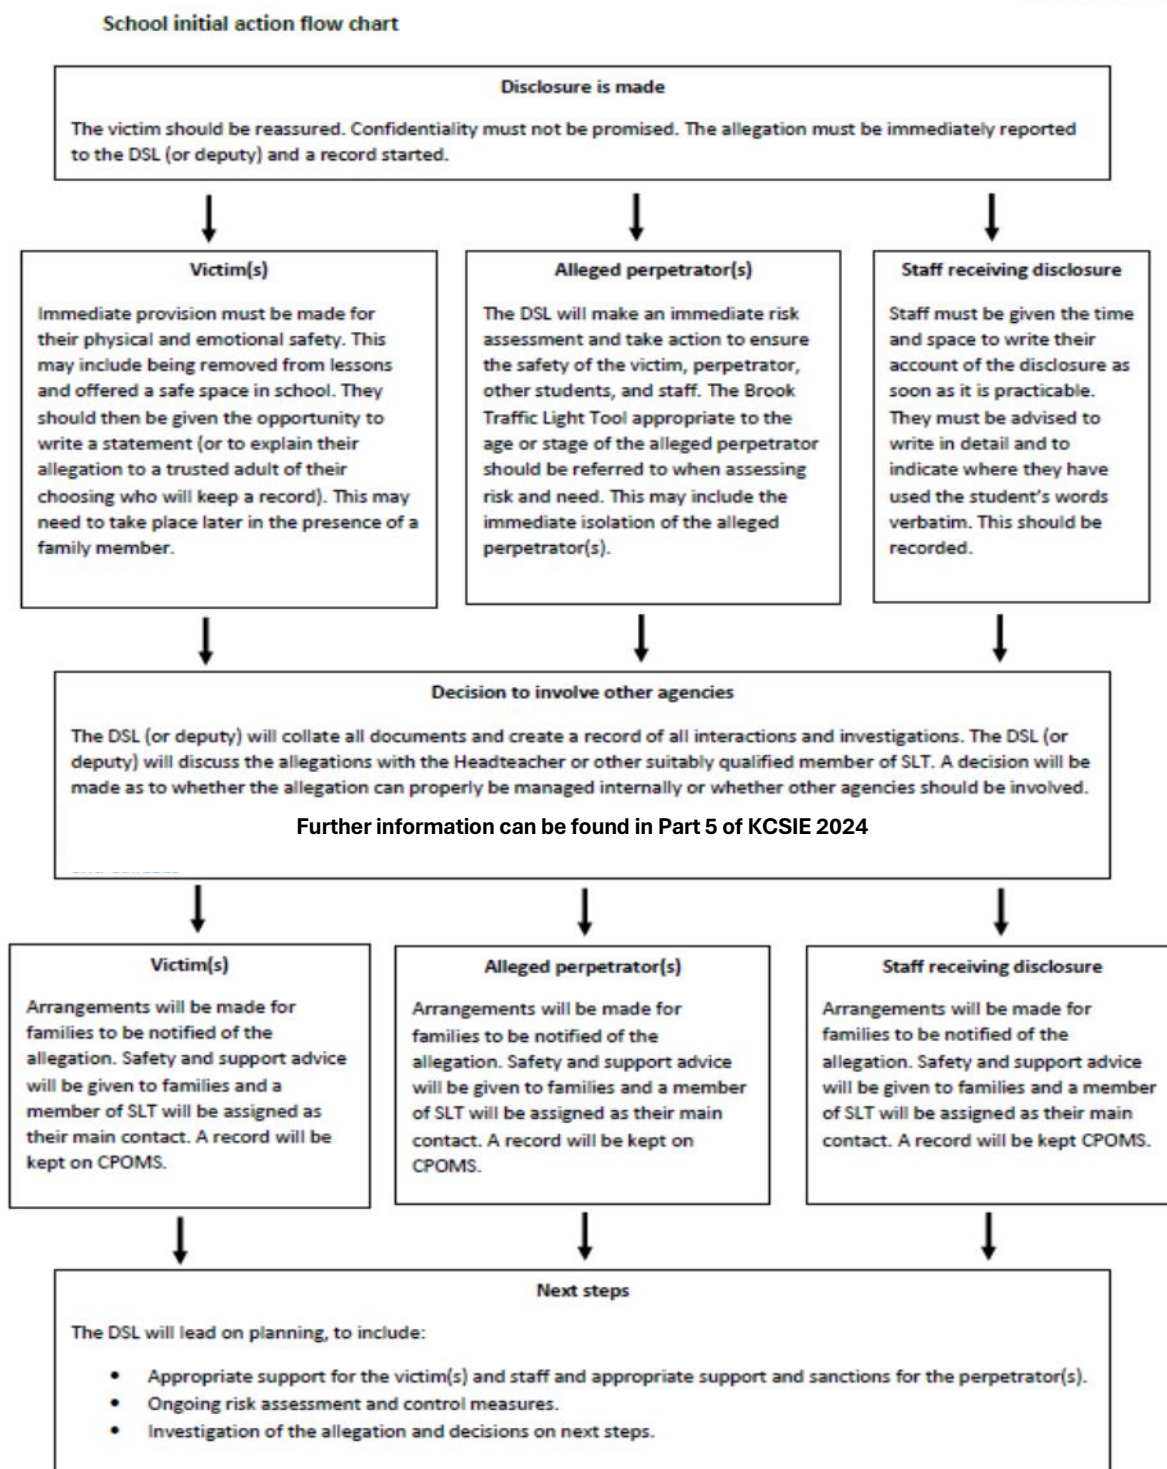 School initial action flow chart
Disclosure is made
The victim should be reassured. Confidentiality must not be promised. The allegation must be immediately reported
to the DSL (or deputy) and a record started.
Victim(s)
Immediate provision must be made for
their physical and emotional safety. This
may include being removed from lessons
and offered a safe space in school. They
should then be given the opportunity to
write a statement (or to explain their
allegation to a trusted adult of their
choosing who will keep a record). This may
need to take place later in the presence of a
family member.
Alleged perpetrator(s)
The DSL will make an immediate risk
assessment and take action to ensure
the safety of the victim, perpetrator,
other students, and staff. The Brook
Traffic Light Tool appropriate to the
age or stage of the alleged perpetrator
should be referred to when assessing
risk and need. This may include the
immediate isolation of the alleged
perpetrator(s).
Staff receiving disclosure
Staff must be given the time
and space to write their
account of the disclosure as
soon as it is practicable.
They must be advised to
write in detail and to
indicate where they have
used the student's words
verbatim. This should be
recorded.
Decision to involve other agencies
The DSL (or deputy) will collate all documents and create a record of all interactions and investigations. The DSL (or
deputy) will discuss the allegations with the Headteacher or other suitably qualified member of SLT. A decision will be
made as to whether the allegation can properly be managed internally or whether other agencies should be involved.
Further information can be found in Part 5 of KCSIE 2024
Victim(s)
Arrangements will be made for
families to be notified of the
allegation. Safety and support advice
will be given to families and a
member of SLT will be assigned as
their main contact. A record will be
kept on CPOMS.
Alleged perpetrator(s)
Arrangements will be made for
families to be notified of the
allegation. Safety and support advice
will be given to families and a member
of SLT will be assigned as their main
contact. A record will be kept on
CPOMS.
Staff receiving disclosure
Arrangements will be made for
families to be notified of the
allegation. Safety and support advice
will be given to families and a member
of SLT will be assigned as their main
contact. A record will be kept CPOMS.
Next steps
The DSL will lead on planning, to include:
• Appropriate support for the victim(s) and staff and appropriate support and sanctions for the perpetrator(s).
• Ongoing risk assessment and control measures.
• Investigation of the allegation and decisions on next steps.